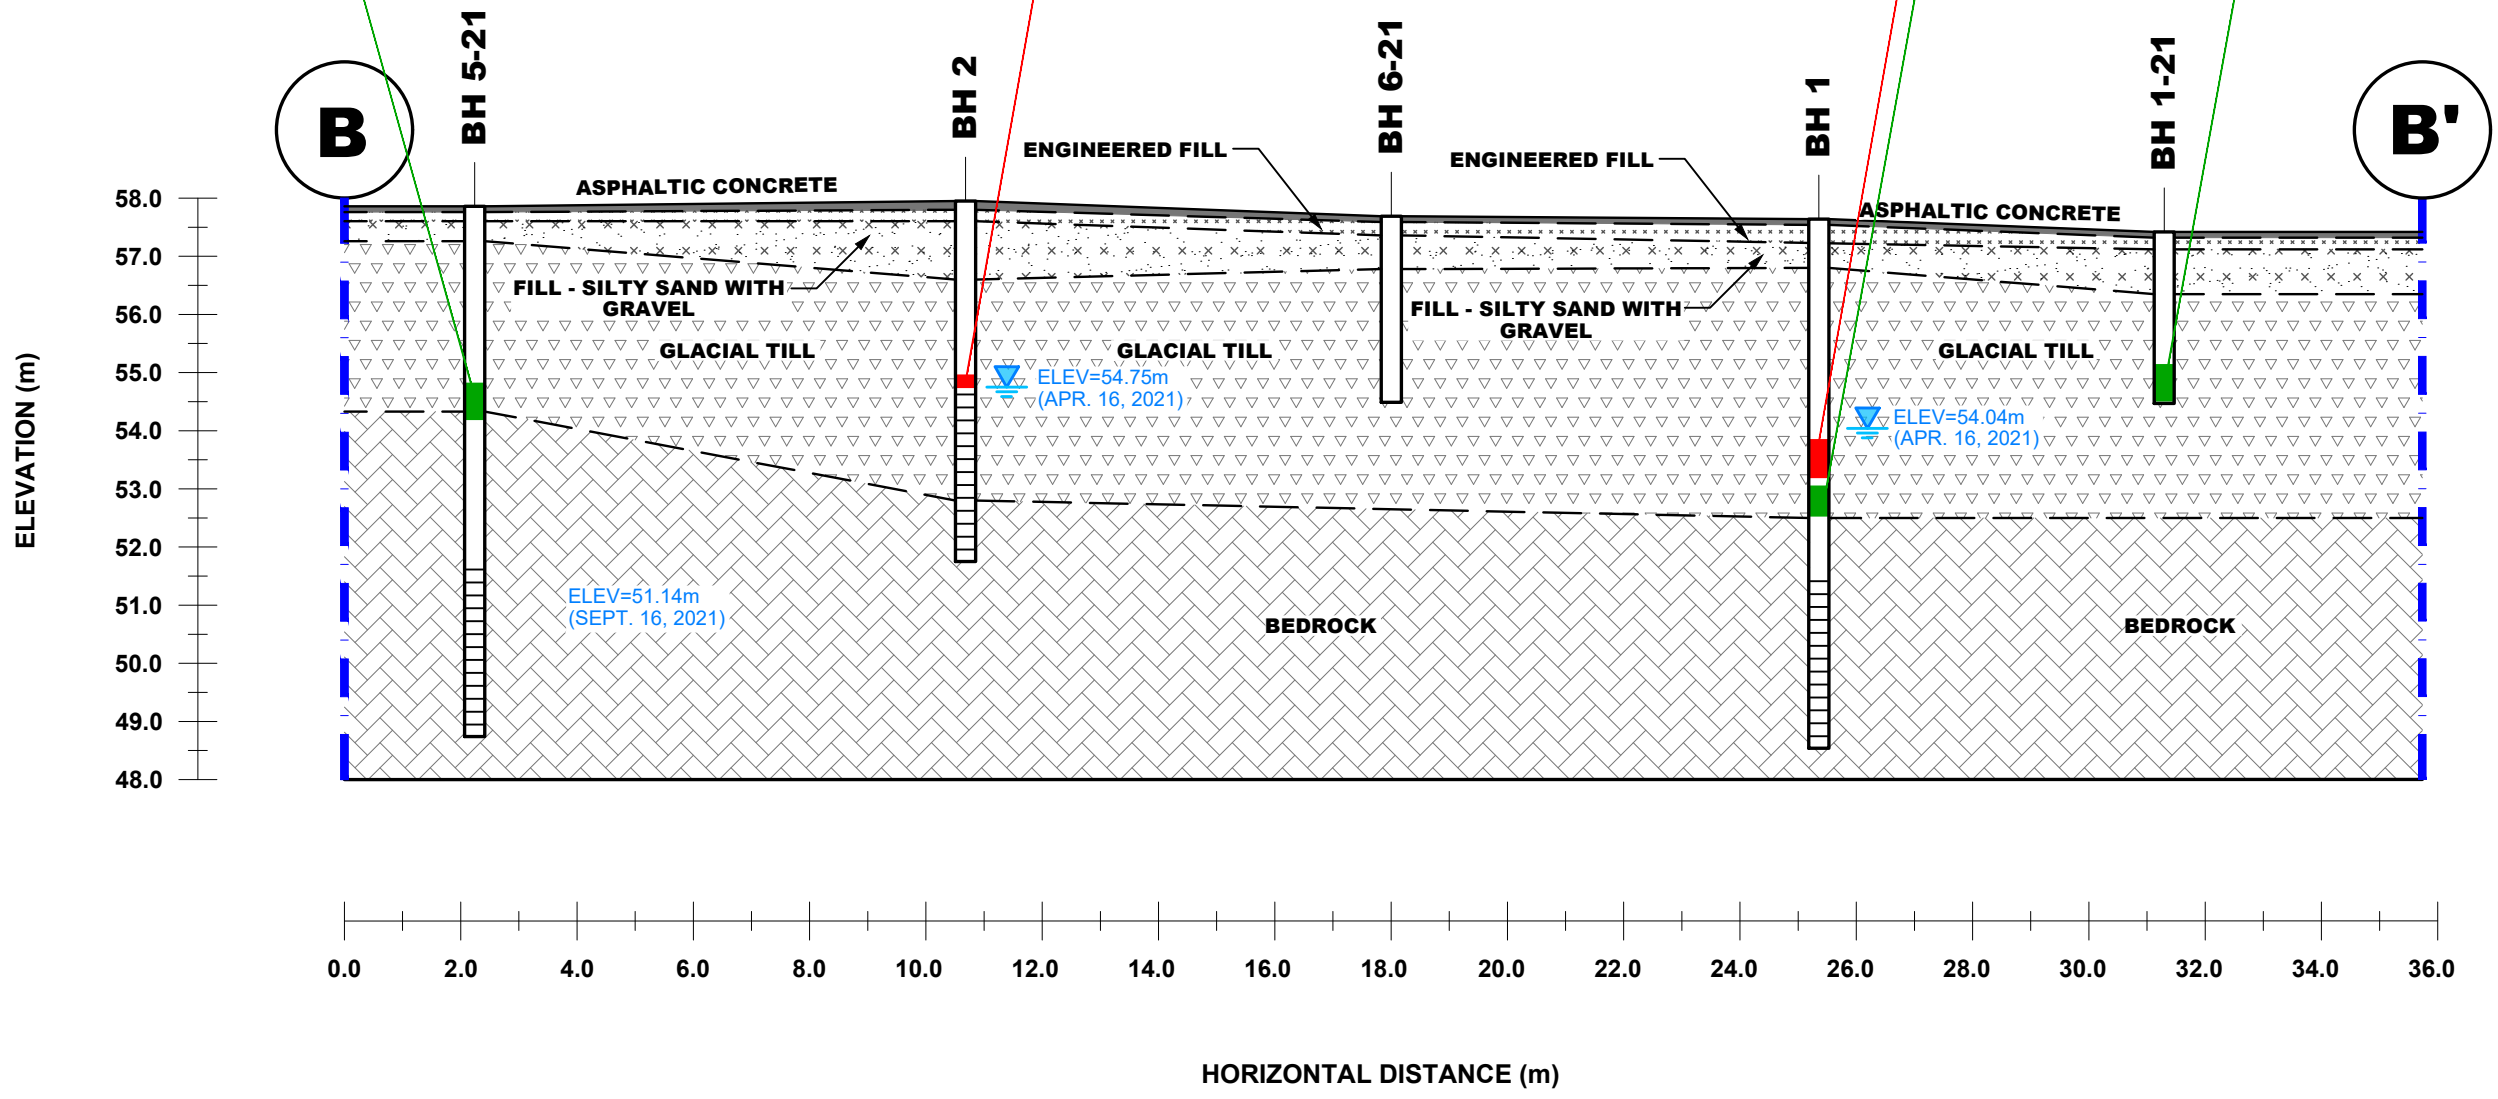 BH 5-21
BH 2
BH 6-21
BH 1
BH 1-21
B
B'
ENGINEERED FILL
ENGINEERED FILL
ASPHALTIC CONCRETE
ASPHALTIC CONCRETE
58.0
57.0
56.0
55.0
54.0
53.0
52.0
51.0
50.0
49.0
48.0
ELEVATION (m)
FILL - SILTY SAND WITH
GRAVEL
FILL - SILTY SAND WITH
GRAVEL
GLACIAL TILL
GLACIAL TILL
GLACIAL TILL
ELEV=54.75m
(APR. 16, 2021)
ELEV=54.04m
(APR. 16, 2021)
ELEV=51.14m
(SEPT. 16, 2021)
BEDROCK
BEDROCK
0.0 2.0 4.0 6.0 8.0 10.0 12.0 14.0 16.0 18.0 20.0 22.0 24.0 26.0 28.0 30.0 32.0 34.0 36.0
HORIZONTAL DISTANCE (m)